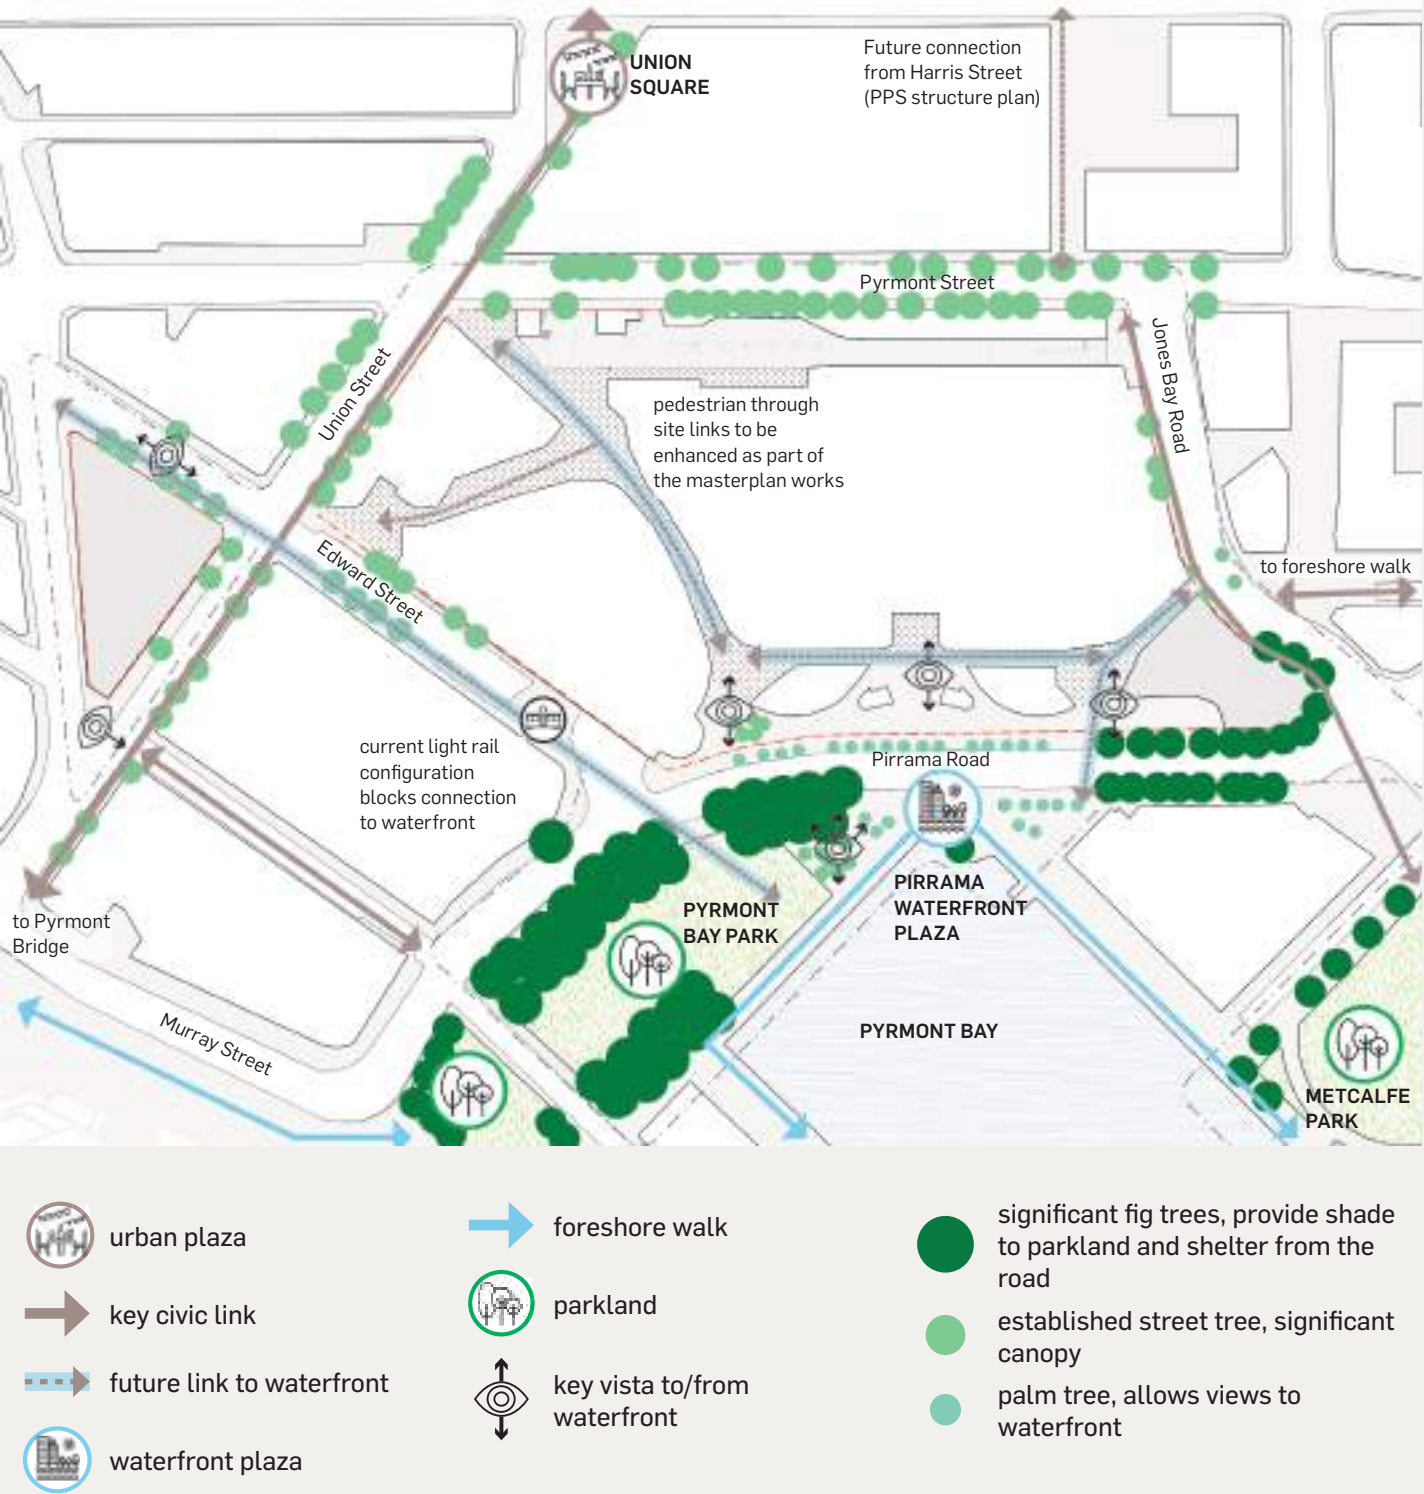 UNION
SQUARE
Future connection
from Harris Street
(PPS structure plan)
Pyrmont Street
Jones Bay Road
Union Street
pedestrian through
site links to be
enhanced as part of
the masterplan works
Edward Street
to foreshore walk
current light rail
configuration
blocks connection
to waterfront
Pirrama Road
to Pyrmont
Bridge
PYRMONT
BAY PARK
PIRRAMA
WATERFRONT
PLAZA
Murray Street
PYRMONT BAY
METCALFE
PARK
urban plaza
key civic link
future link to waterfront
waterfront plaza
foreshore walk
parkland
key vista to/from
waterfront
significant fig trees, provide shade
to parkland and shelter from the
road
established street tree, significant
canopy
palm tree, allows views to
waterfront